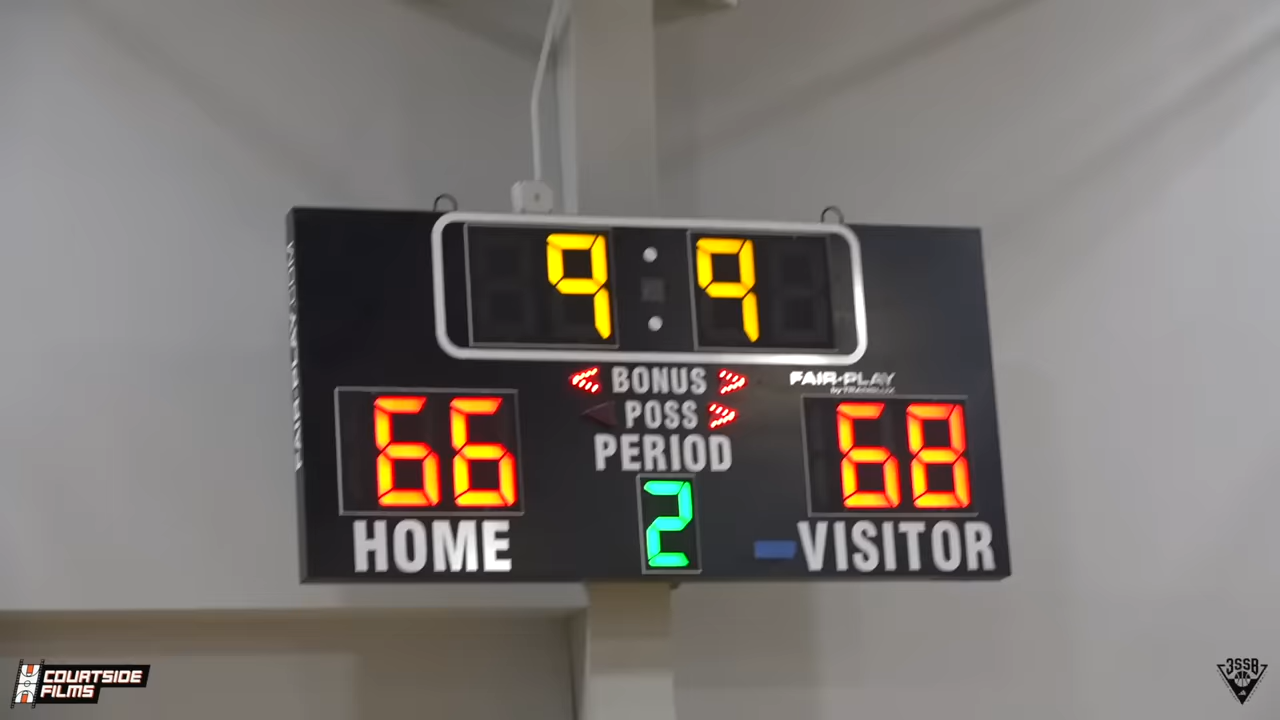 9 9
BONUS
FAIR-PLAY
POSS
PERIOD
66 68
HOME 2 VISITOR
COURTSIDE
FILMS
3SSB